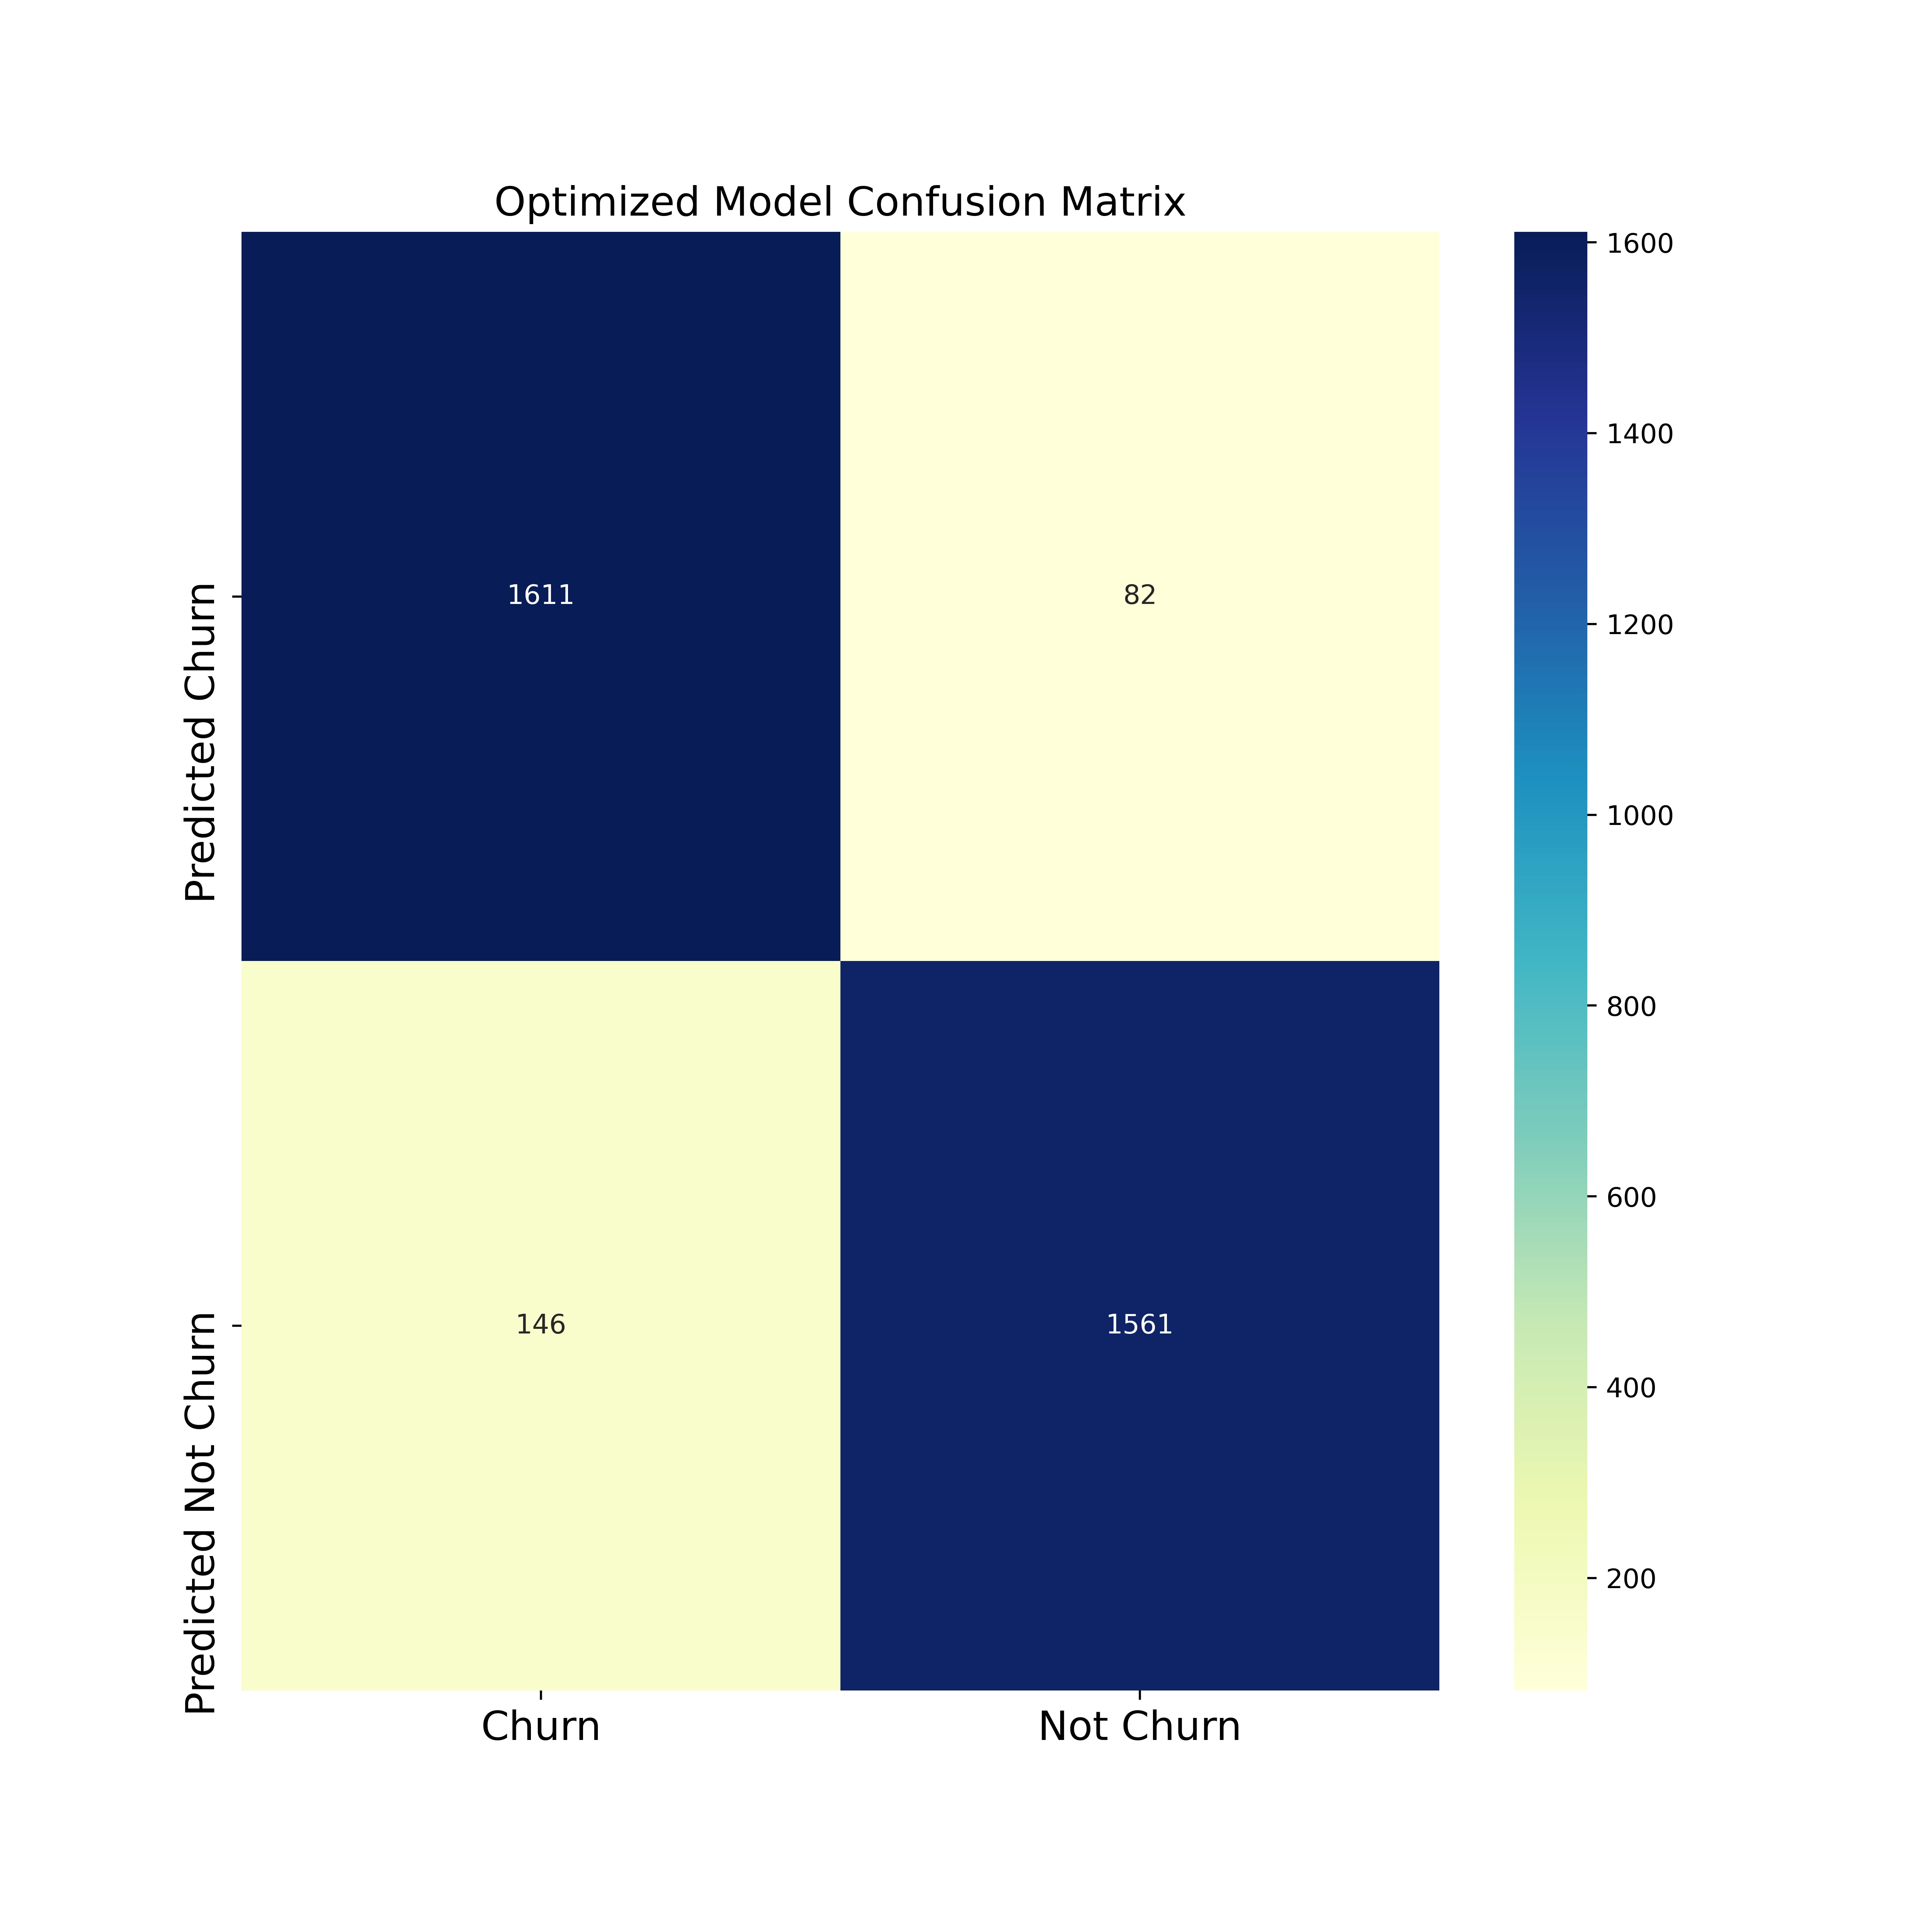 Optimized Model Confusion Matrix
Predicted Churn
1611
82
Predicted Not Churn
146
1561
Churn
Not Churn
1600
1400
1200
1000
800
600
400
200